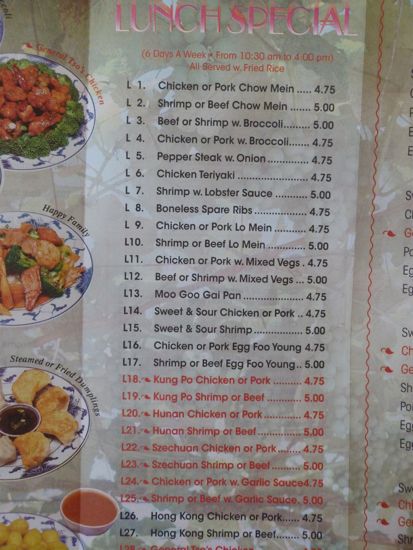 LUNCH SPECIAL
(6 Days A Week • From 10:30 am to 4:00 pm)
All Served w. Fried Rice
L 1. Chicken or Pork Chow Mein ..... 4.75
L 2. Shrimp or Beef Chow Mein ....... 5.00
L 3. Beef or Shrimp w. Broccoli......... 5.00
L 4. Chicken or Pork w. Broccoli....... 4.75
L 5. Pepper Steak w. Onion .............. 4.75
L 6. Chicken Teriyaki ........................ 4.75
L 7. Shrimp w. Lobster Sauce ........... 5.00
L 8. Boneless Spare Ribs ................... 4.75
L 9. Chicken or Pork Lo Mein ........... 4.75
L10. Shrimp or Beef Lo Mein ............. 5.00
L11. Chicken or Pork w. Mixed Vegs . 4.75
L12. Beef or Shrimp w. Mixed Vegs ... 5.00
L13. Moo Goo Gai Pan .................... 4.75
L14. Sweet & Sour Chicken or Pork .. 4.75
L15. Sweet & Sour Shrimp ................ 5.00
L16. Chicken or Pork Egg Foo Young 4.75
L17. Shrimp or Beef Egg Foo Young.. 5.00
L18. Kung Po Chicken or Pork .......... 4.75
L19. Kung Po Shrimp or Beef ............ 5.00
L20. Hunan Chicken or Pork............. 4.75
L21. Hunan Shrimp or Beef ............... 5.00
L22. Szechuan Chicken or Pork........ 4.75
L23. Szechuan Shrimp or Beef .......... 5.00
L24. Chicken or Pork w. Garlic Sauce 4.75
L25. Shrimp or Beef w. Garlic Sauce. 5.00
L26. Hong Kong Chicken or Pork...... 4.75
L27. Hong Kong Shrimp or Beef........ 5.00
L28. General Tso's Chicken
General Tso's Chicken
Happy Family
Steamed or Fried Dumplings